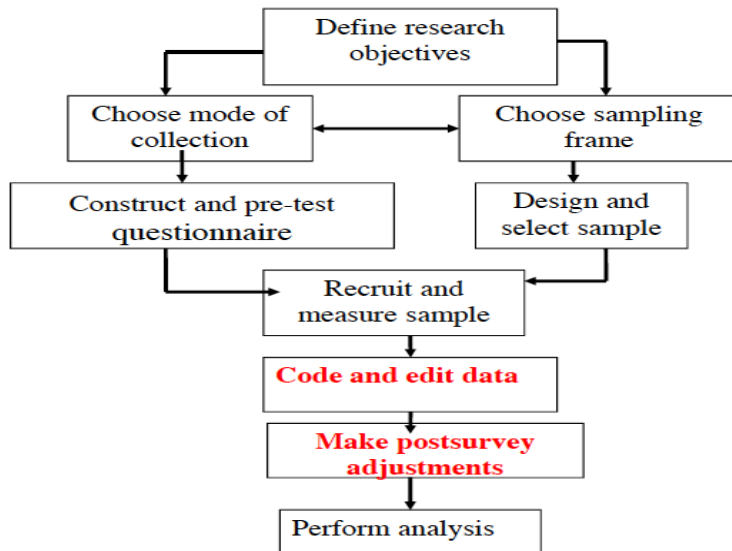 Define research
objectives
Choose mode of
collection
Choose sampling
frame
Construct and pre-test
questionnaire
Design and
select sample
Recruit and
measure sample
Code and edit data
Make postsurvey
adjustments
Perform analysis